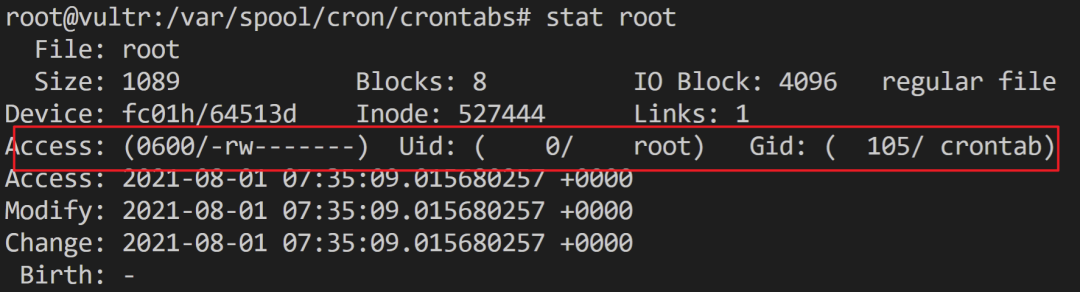 root@vultr:/var/spool/cron/crontabs# stat root
  File: root
  Size: 1089            Blocks: 8          IO Block: 4096   regular file
Device: fc01h/64513d    Inode: 527444      Links: 1
Access: (0600/-rw-------)  Uid: (    0/    root)   Gid: (  105/ crontab)
Access: 2021-08-01 07:35:09.015680257 +0000
Modify: 2021-08-01 07:35:09.015680257 +0000
Change: 2021-08-01 07:35:09.015680257 +0000
 Birth: -